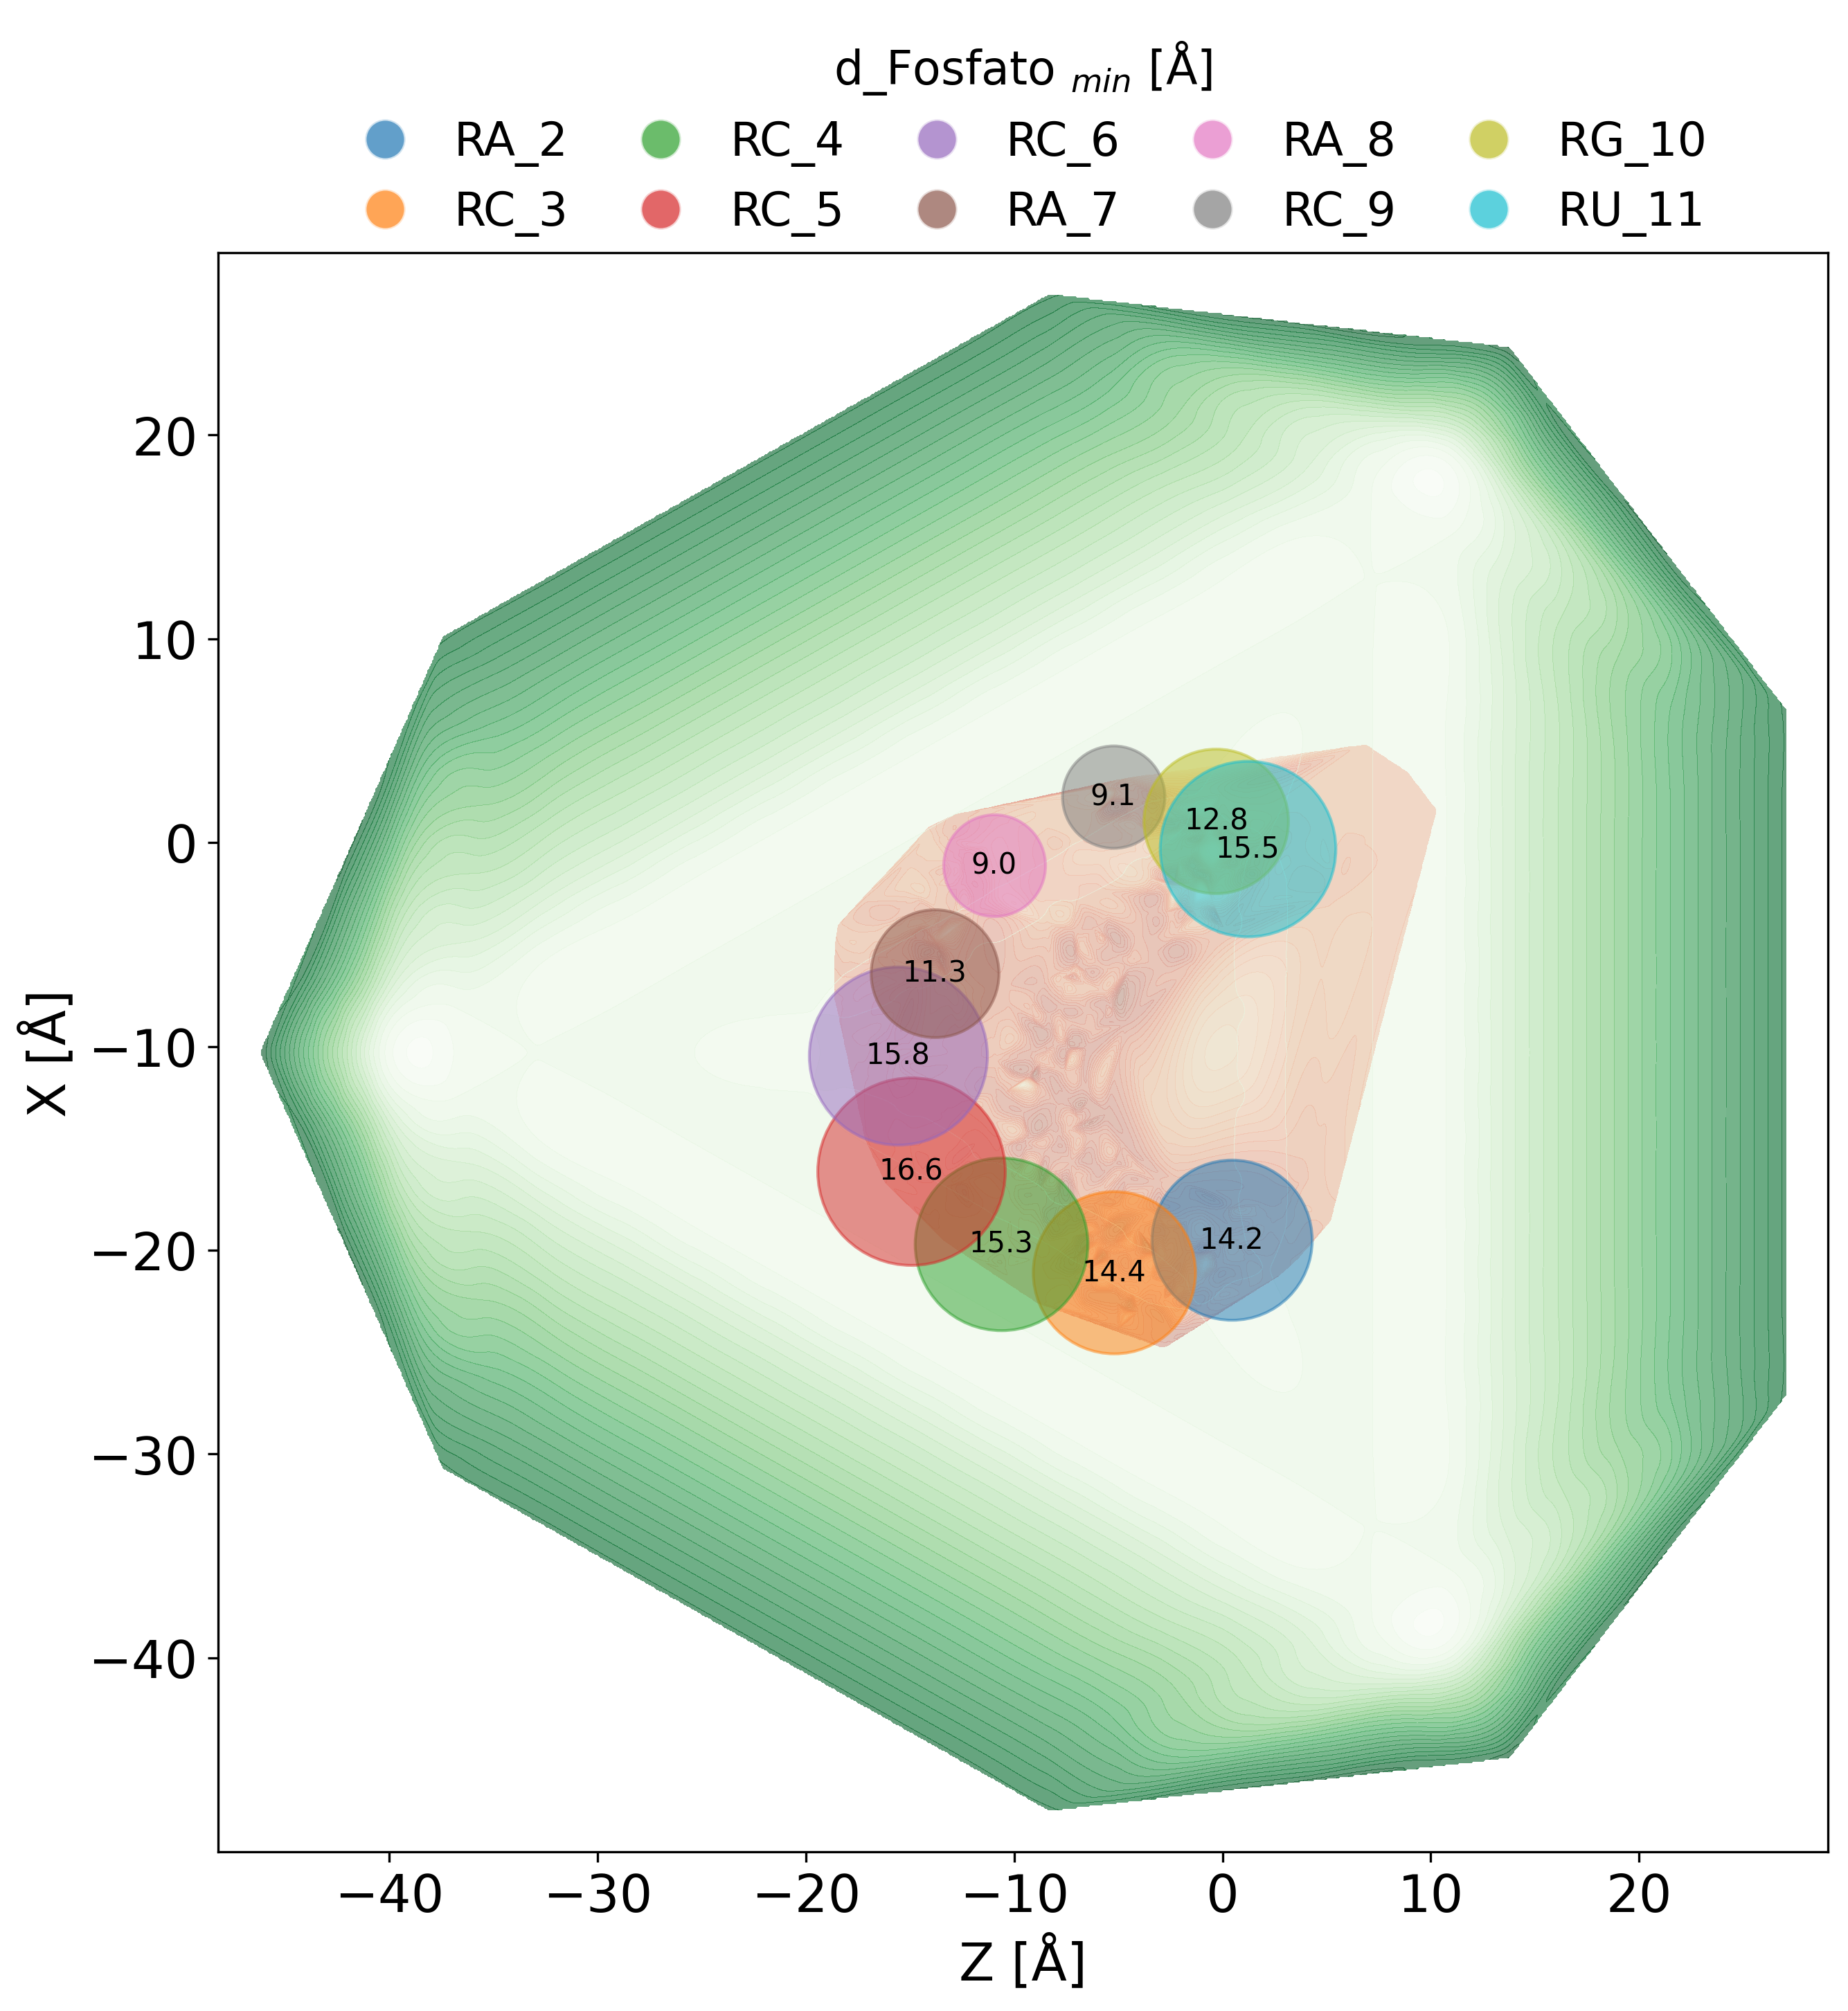 d_Fosfato min [Å]
RA_2 RC_4 RC_6 RA_8 RG_10
RC_3 RC_5 RA_7 RC_9 RU_11
20
10
0
−10
−20
−30
−40
X [Å]
9.1
12.8
15.5
9.0
11.3
15.8
16.6
15.3
14.4
14.2
−40 −30 −20 −10 0 10 20
Z [Å]